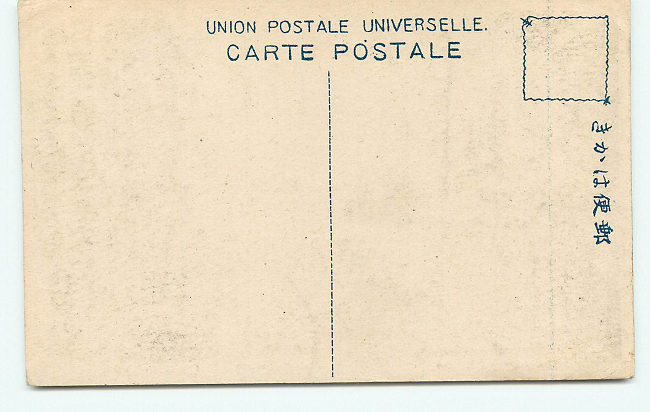 UNION POSTALE UNIVERSELLE.
CARTE POSTALE
きかは便郵